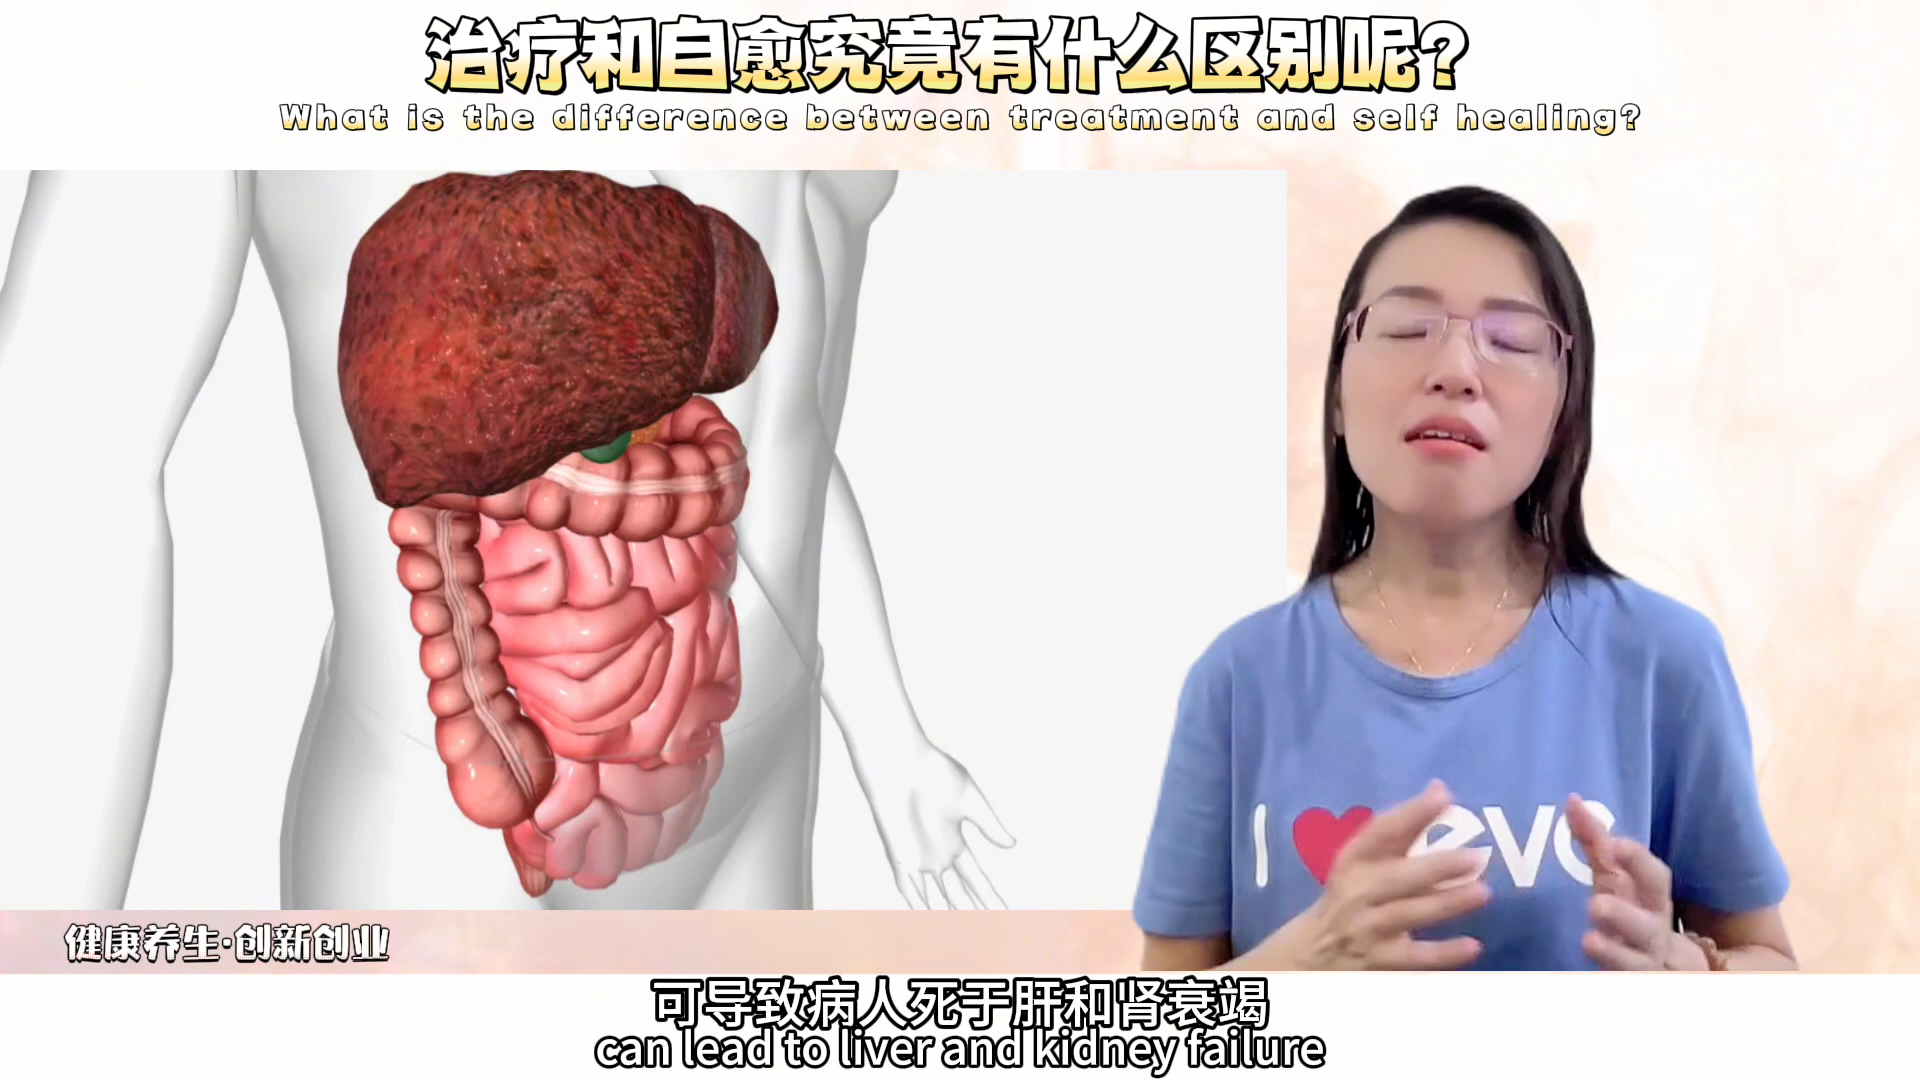 治疗和自愈究竟有什么区别呢?
What is the difference between treatment and self healing?
I ❤ evo
健康养生·创新创业
可导致病人死于肝和肾衰竭
can lead to liver and kidney failure